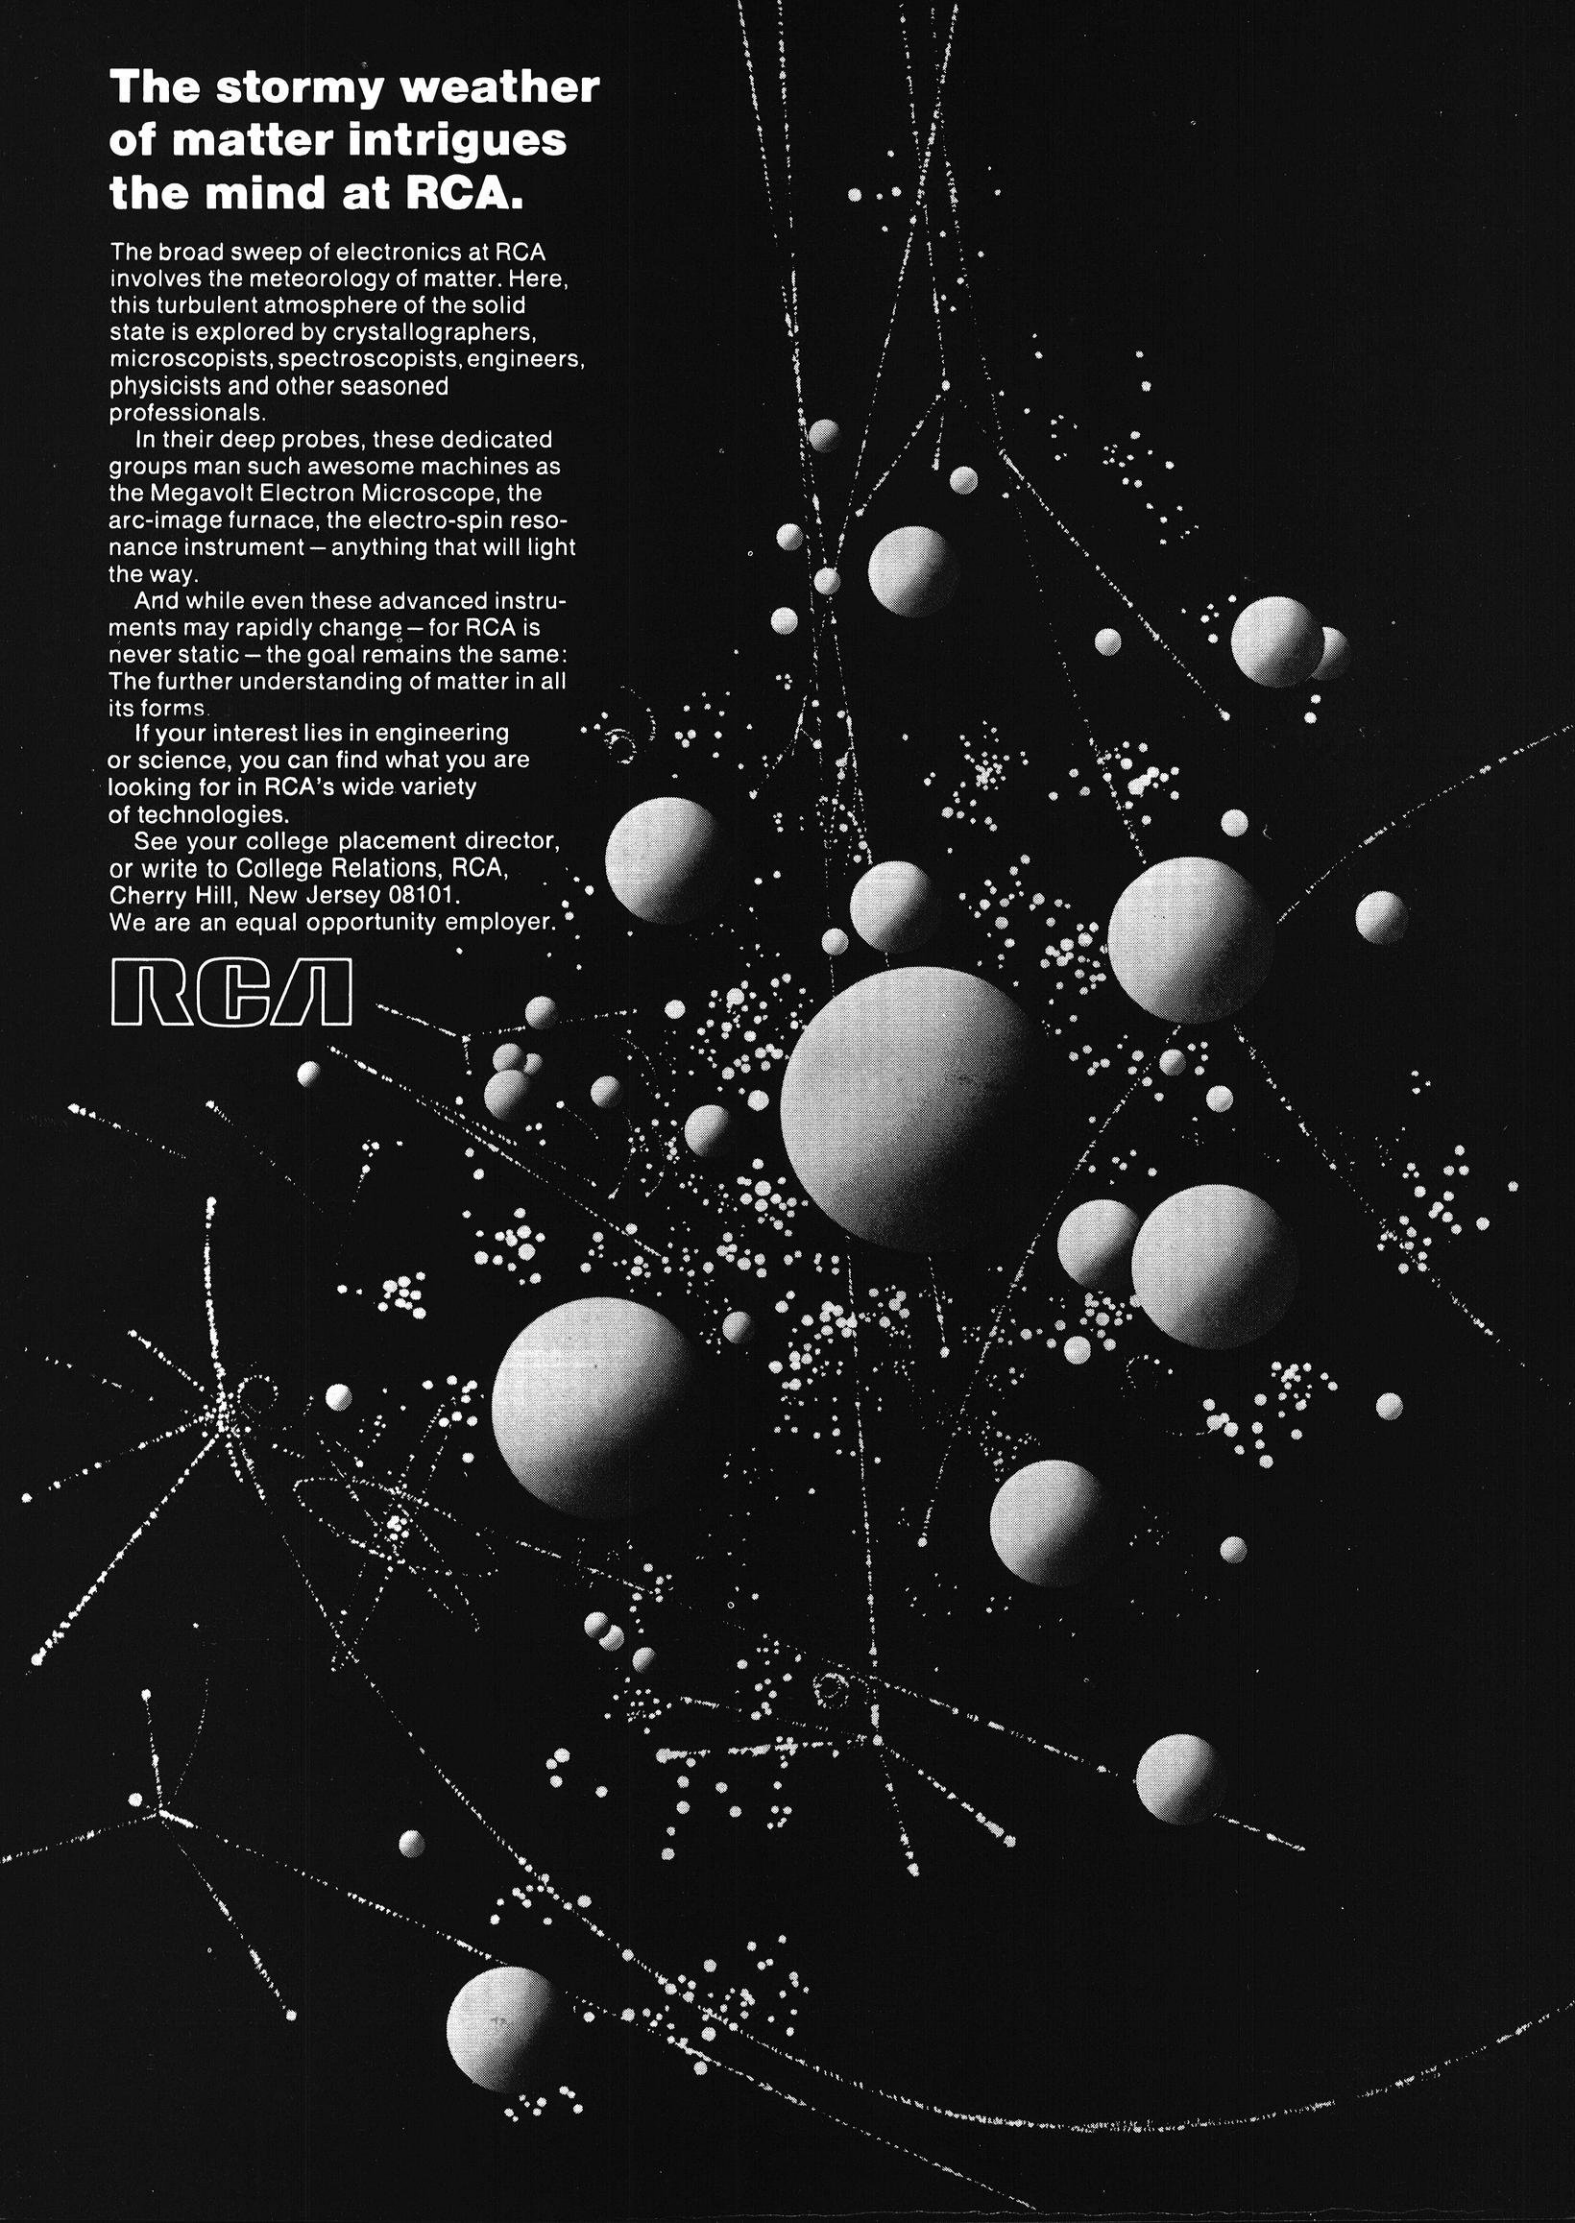 The stormy weather
of matter intrigues
the mind at RCA.
The broad sweep of electronics at RCA
involves the meteorology of matter. Here,
this turbulent atmosphere of the solid
state is explored by crystallographers,
microscopists, spectroscopists, engineers,
physicists and other seasoned
professionals.
In their deep probes, these dedicated
groups man such awesome machines as
the Megavolt Electron Microscope, the
arc-image furnace, the electro-spin reso-
nance instrument — anything that will light
the way.
And while even these advanced instru-
ments may rapidly change — for RCA is
never static — the goal remains the same:
The further understanding of matter in all
its forms.
If your interest lies in engineering
or science, you can find what you are
looking for in RCA's wide variety
of technologies.
See your college placement director,
or write to College Relations, RCA,
Cherry Hill, New Jersey 08101.
We are an equal opportunity employer.
RCA